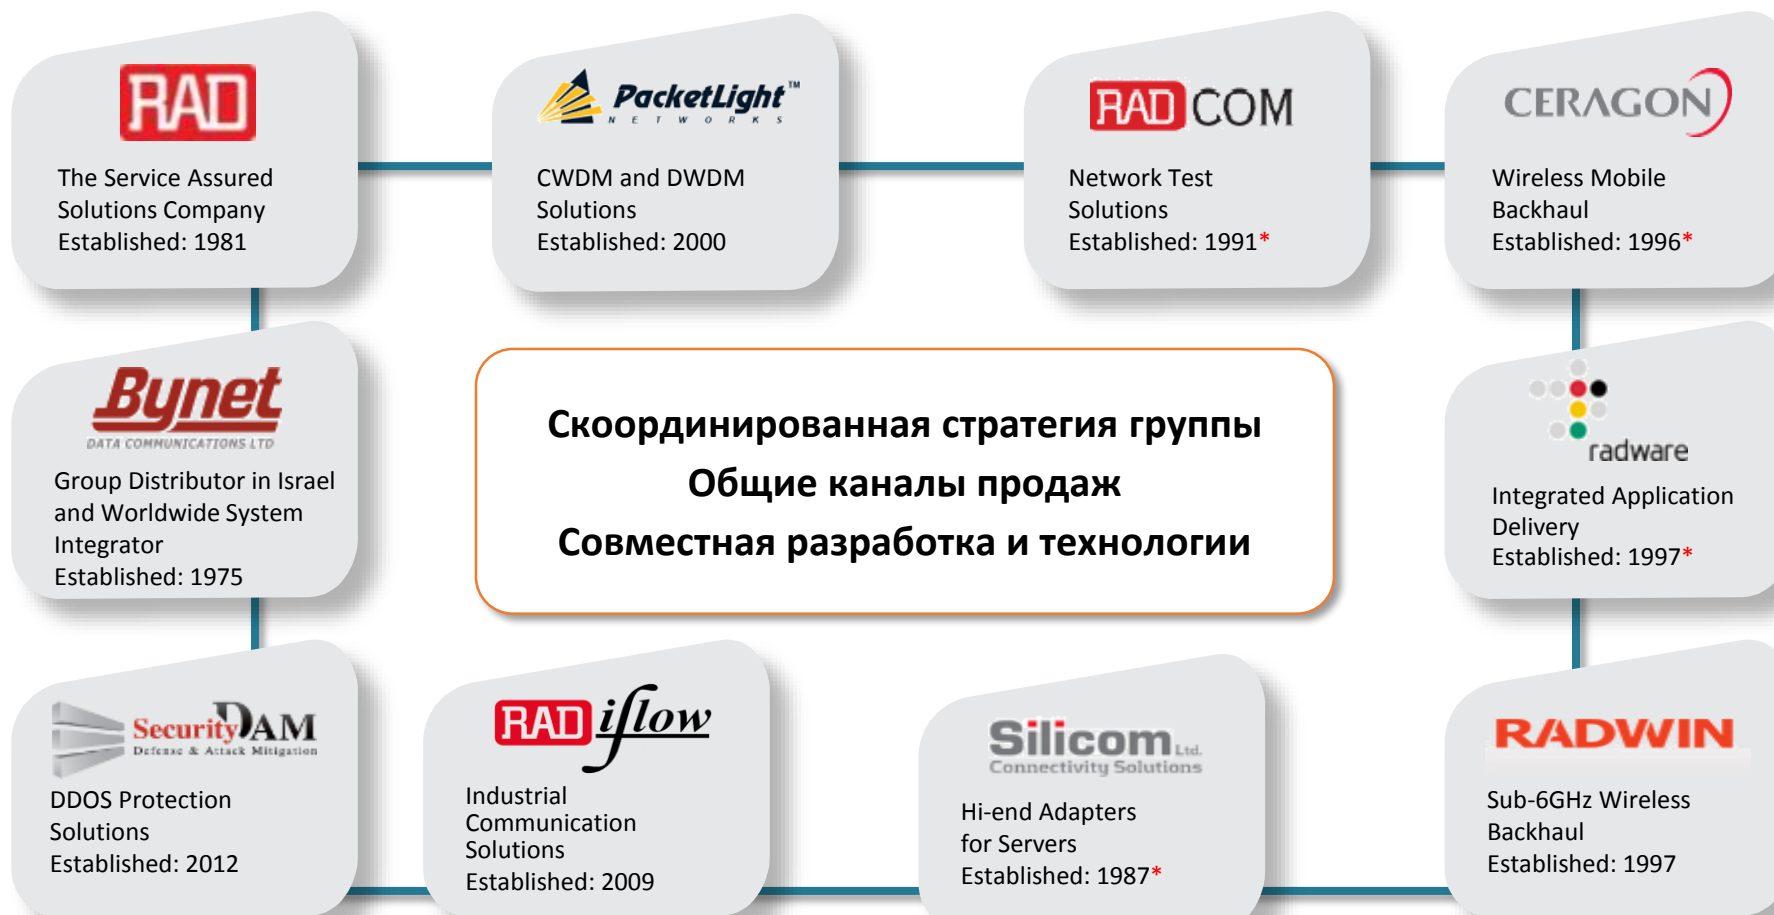 RAD
The Service Assured
Solutions Company
Established: 1981
PacketLight™
NETWORKS
CWDM and DWDM
Solutions
Established: 2000
RADCOM
Network Test
Solutions
Established: 1991*
CERAGON
Wireless Mobile
Backhaul
Established: 1996*
Bynet
DATA COMMUNICATIONS LTD
Group Distributor in Israel
and Worldwide System
Integrator
Established: 1975
Скоординированная стратегия группы
Общие каналы продаж
Совместная разработка и технологии
radware
Integrated Application
Delivery
Established: 1997*
SecurityDAM
Defense & Attack Mitigation
DDOS Protection
Solutions
Established: 2012
RADiflow
Industrial
Communication
Solutions
Established: 2009
Silicom Ltd.
Connectivity Solutions
Hi-end Adapters
for Servers
Established: 1987*
RADWIN
Sub-6GHz Wireless
Backhaul
Established: 1997